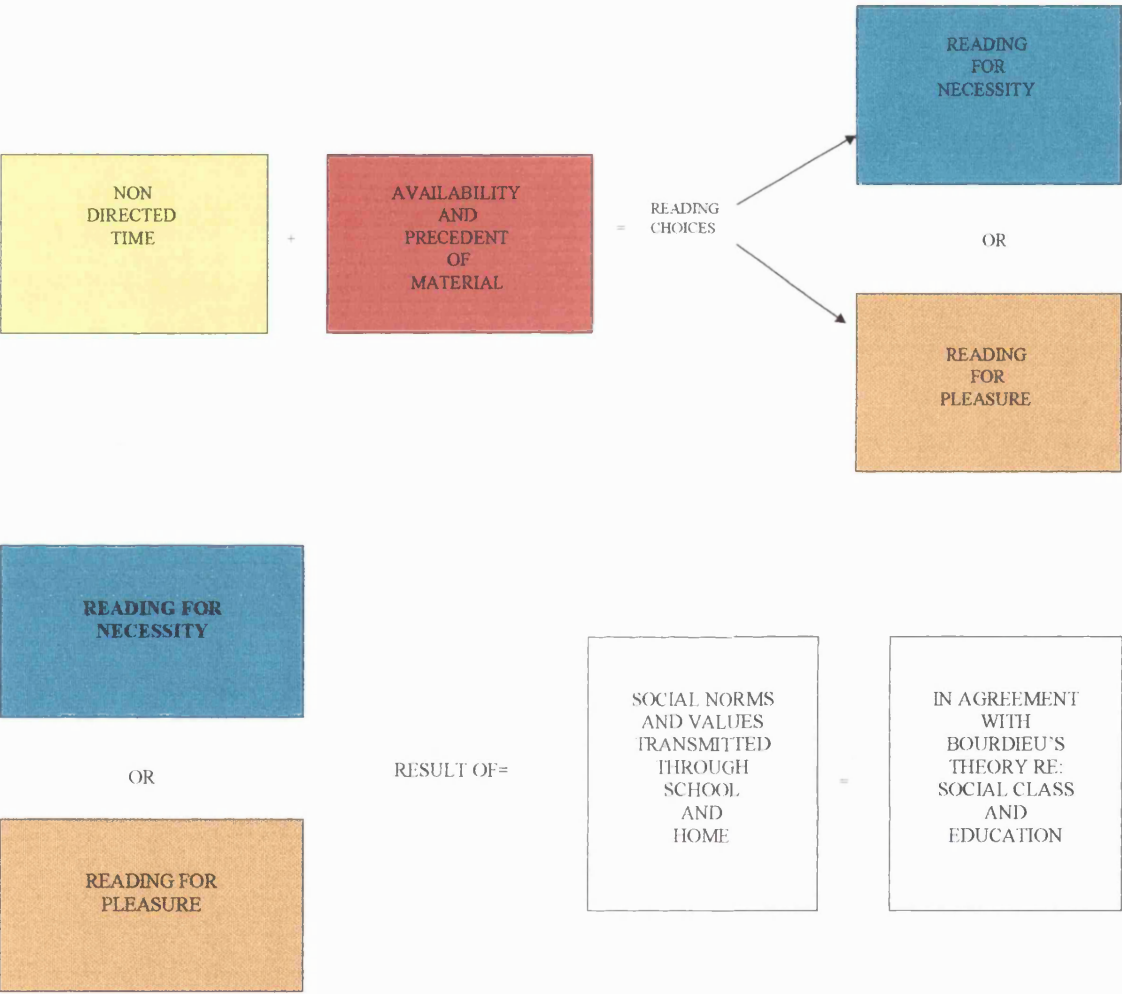 READING
FOR
NECESSITY
NON
DIRECTED
TIME
+
AVAILABILITY
AND
PRECEDENT
OF
MATERIAL
=
READING
CHOICES
OR
READING
FOR
PLEASURE
READING FOR
NECESSITY
OR
READING FOR
PLEASURE
RESULT OF=
SOCIAL NORMS
AND VALUES
TRANSMITTED
THROUGH
SCHOOL
AND
HOME
=
IN AGREEMENT
WITH
BOURDIEU'S
THEORY RE:
SOCIAL CLASS
AND
EDUCATION